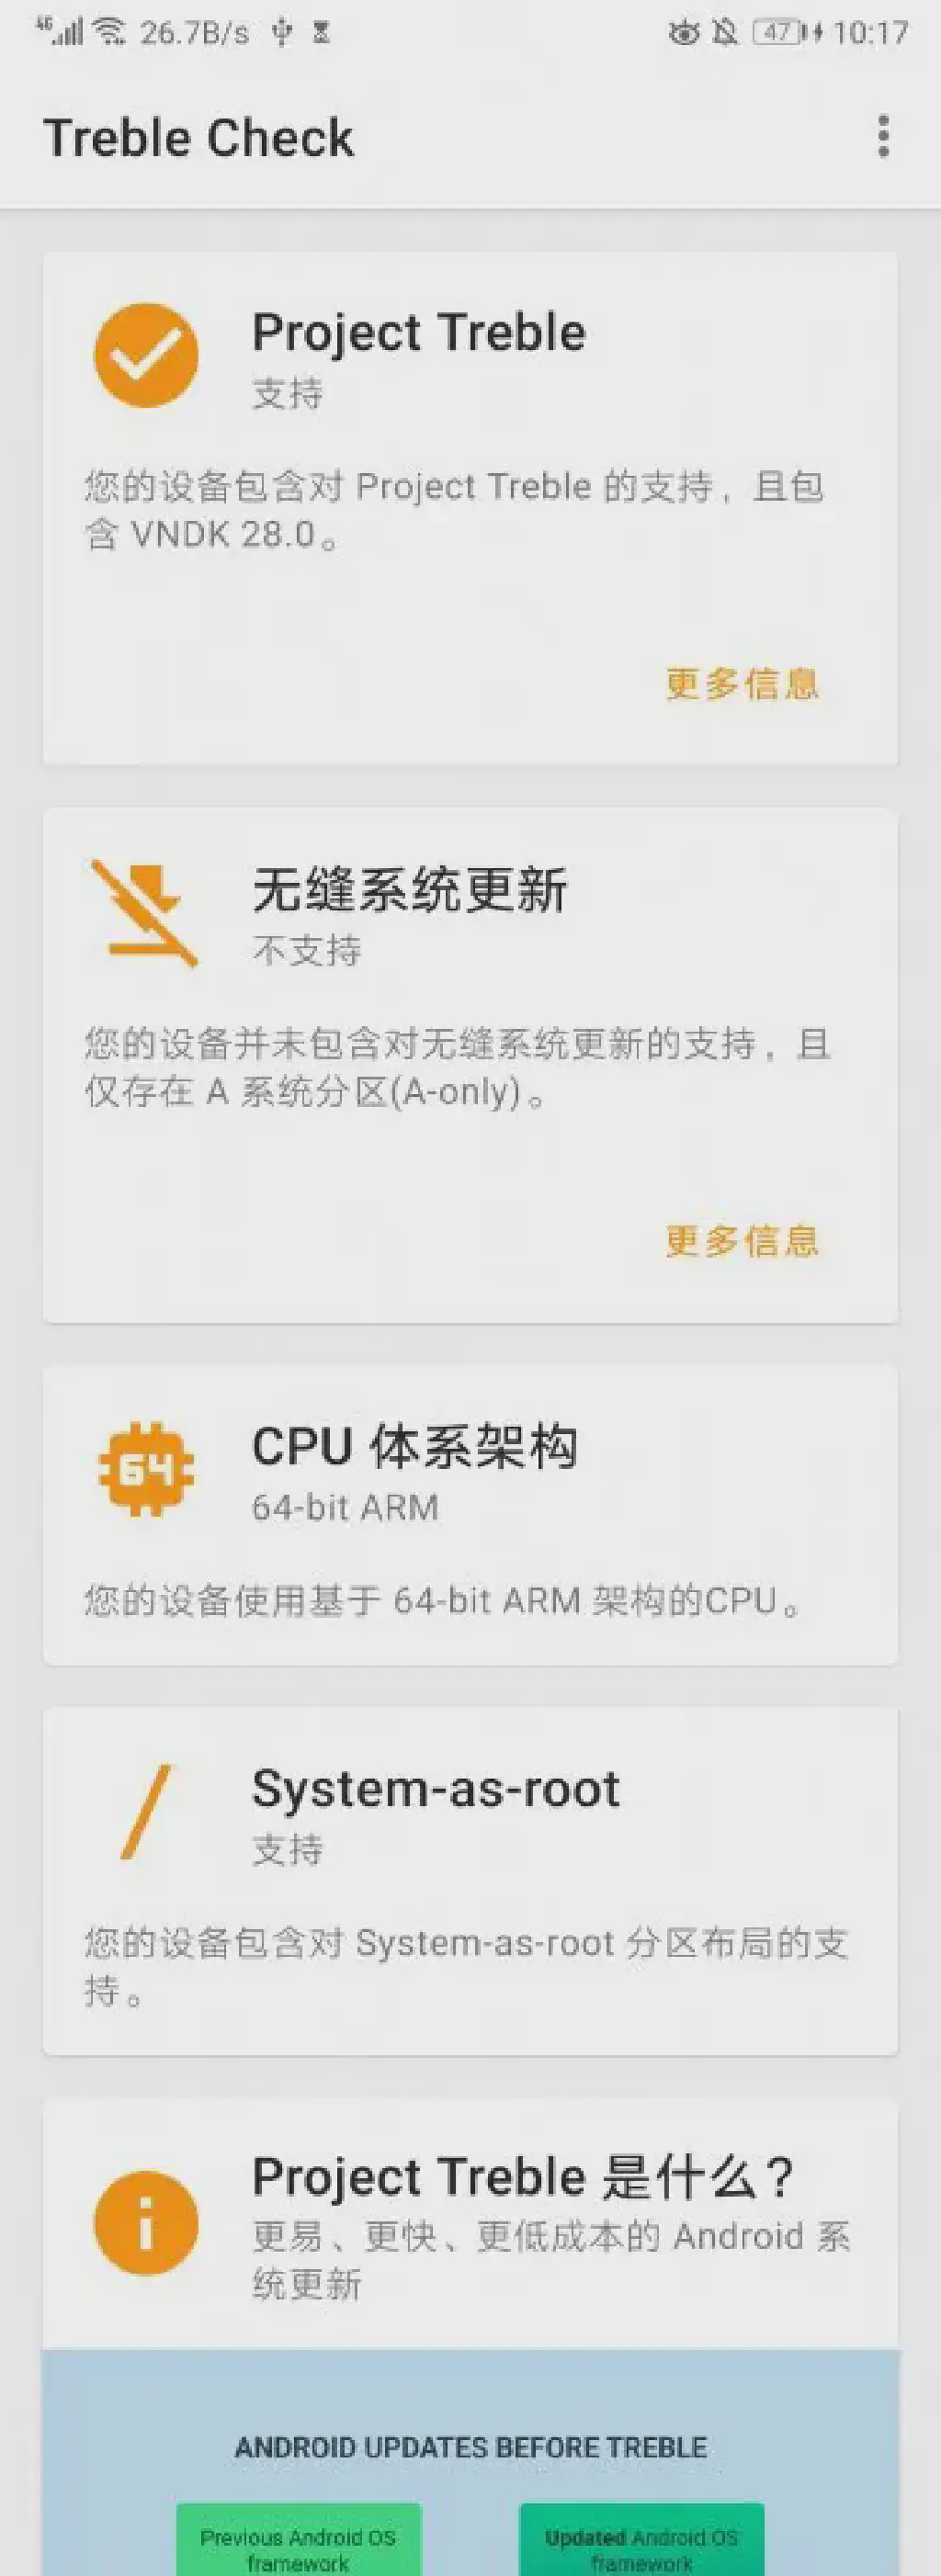 4G 26.7B/s 47 10:17
Treble Check
Project Treble
支持
您的设备包含对 Project Treble 的支持，且包
含 VNDK 28.0。
更多信息
无缝系统更新
不支持
您的设备并未包含对无缝系统更新的支持，且
仅存在 A 系统分区(A-only)。
更多信息
64
CPU 体系架构
64-bit ARM
您的设备使用基于 64-bit ARM 架构的CPU。
/
System-as-root
支持
您的设备包含对 System-as-root 分区布局的支
持。
Project Treble 是什么？
更易、更快、更低成本的 Android 系
统更新
ANDROID UPDATES BEFORE TREBLE
Previous Android OS
framework
Updated Android OS
framework